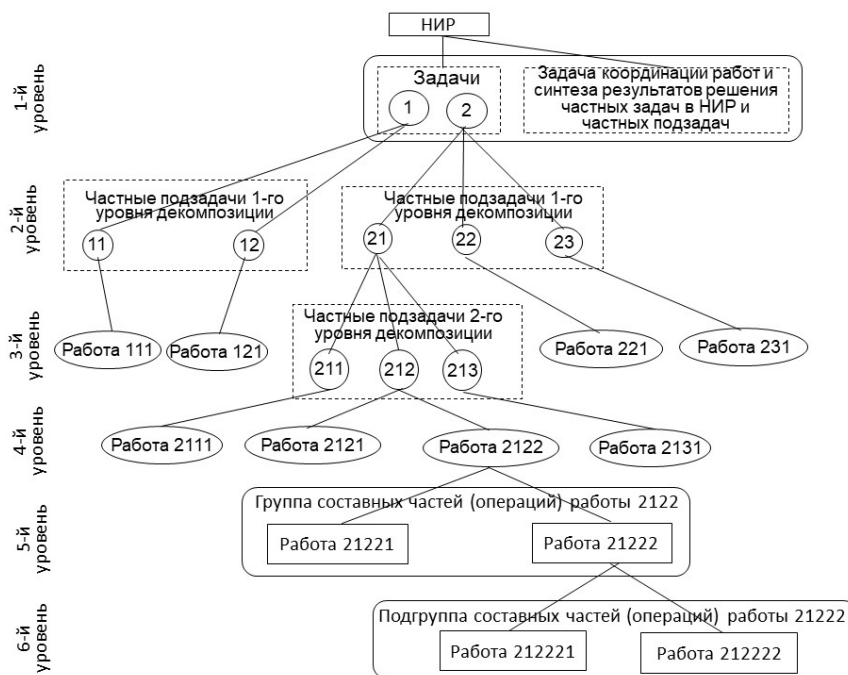 НИР
1-й
уровень
Задачи
1
2
Задача координации работ и
синтеза результатов решения
частных задач в НИР и
частных подзадач
2-й
уровень
Частные подзадачи 1-го
уровня декомпозиции
11
12
Частные подзадачи 1-го
уровня декомпозиции
21
22
23
3-й
уровень
Работа 111
Работа 121
Частные подзадачи 2-го
уровня декомпозиции
211
212
213
Работа 221
Работа 231
4-й
уровень
Работа 2111
Работа 2121
Работа 2122
Работа 2131
5-й
уровень
Группа составных частей (операций) работы 2122
Работа 21221
Работа 21222
6-й
уровень
Подгруппа составных частей (операций) работы 21222
Работа 212221
Работа 212222